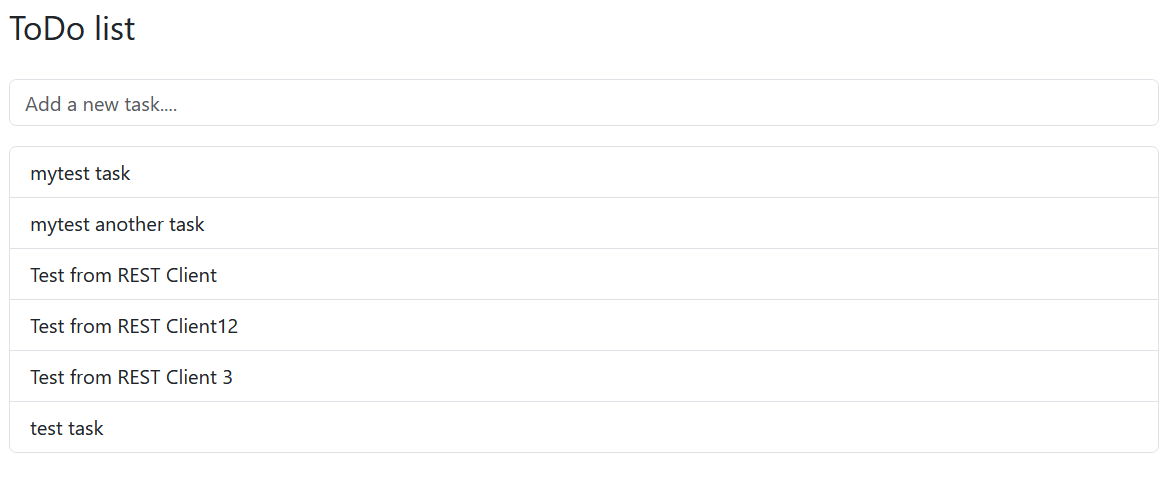 ToDo list
Add a new task....
mytest task
mytest another task
Test from REST Client
Test from REST Client12
Test from REST Client 3
test task